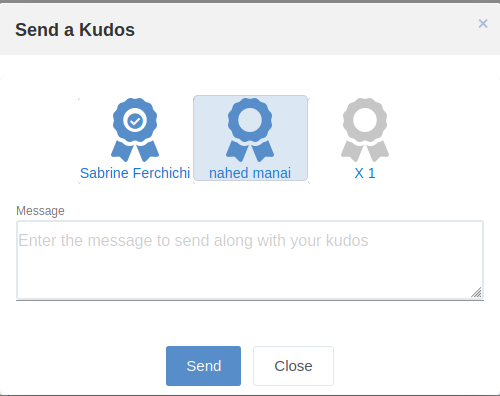 Send a Kudos
×
Sabrine Ferchichi
nahed manai
X 1
Message
Enter the message to send along with your kudos
Send
Close